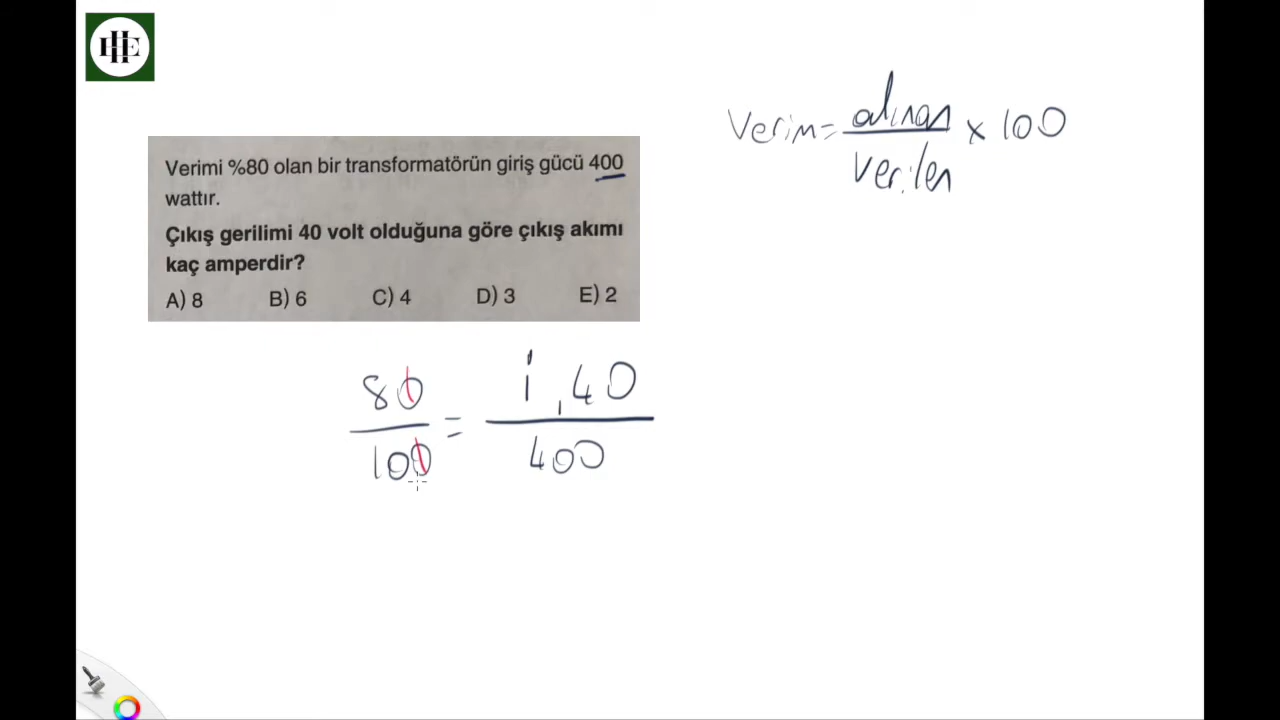 HE
Verim = alınan / verilen x 100
Verimi %80 olan bir transformatörün giriş gücü 400
wattır.
Çıkış gerilimi 40 volt olduğuna göre çıkış akımı
kaç amperdir?
A) 8 B) 6 C) 4 D) 3 E) 2
80 / 100 = i . 40 / 400